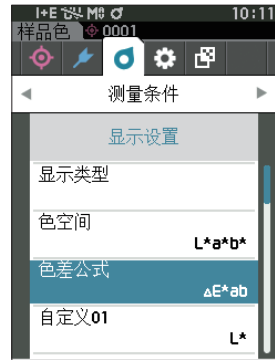 I+E M0 10:11
样品色 0001
测量条件
显示设置
显示类型
色空间
L*a*b*
色差公式
ΔE*ab
自定义01
L*